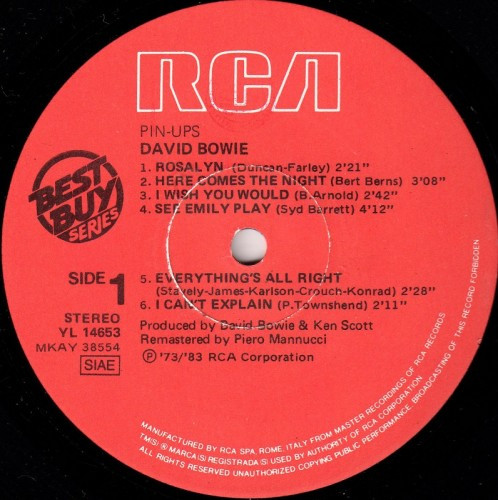 RCA
PIN-UPS
DAVID BOWIE
1. ROSALYN (Duncan-Farley) 2'21"
2. HERE COMES THE NIGHT (Bert Berns) 3'08"
3. I WISH YOU WOULD (B. Arnold) 2'42"
4. SEE EMILY PLAY (Syd Barrett) 4'12"
BEST
BUY
SERIES
SIDE 1
5. EVERYTHING'S ALL RIGHT
(Stavely-James-Karlson-Crouch-Konrad) 2'28"
6. I CAN'T EXPLAIN (P. Townshend) 2'11"
STEREO
YL 14653
MKAY 38554
SIAE
Produced by David Bowie & Ken Scott
Remastered by Piero Mannucci
℗ '73/'83 RCA Corporation
MANUFACTURED BY RCA SPA, ROME, ITALY FROM MASTER RECORDINGS OF RCA RECORDS
TM(S) ® MARCA(S) REGISTRADA(S) USED BY AUTHORITY OF RCA CORPORATION
ALL RIGHTS RESERVED UNAUTHORIZED COPYING PUBLIC PERFORMANCE, BROADCASTING OF THIS RECORD FORBIDDEN